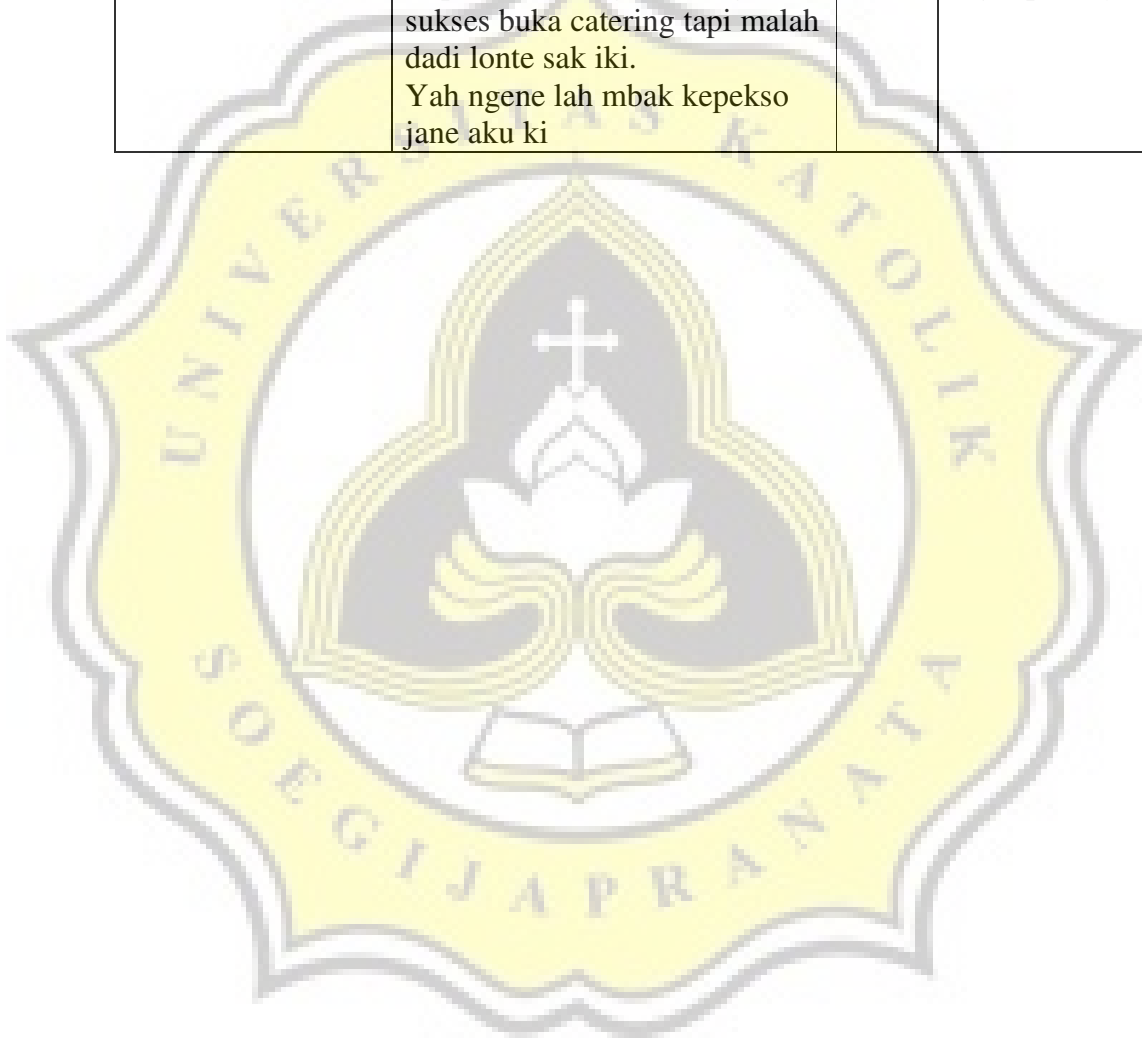 sukses buka catering tapi malah
dadi lonte sak iki.
Yah ngene lah mbak kepekso
jane aku ki
UNIVERSITAS KATOLIK
SOEGIJAPRANATA